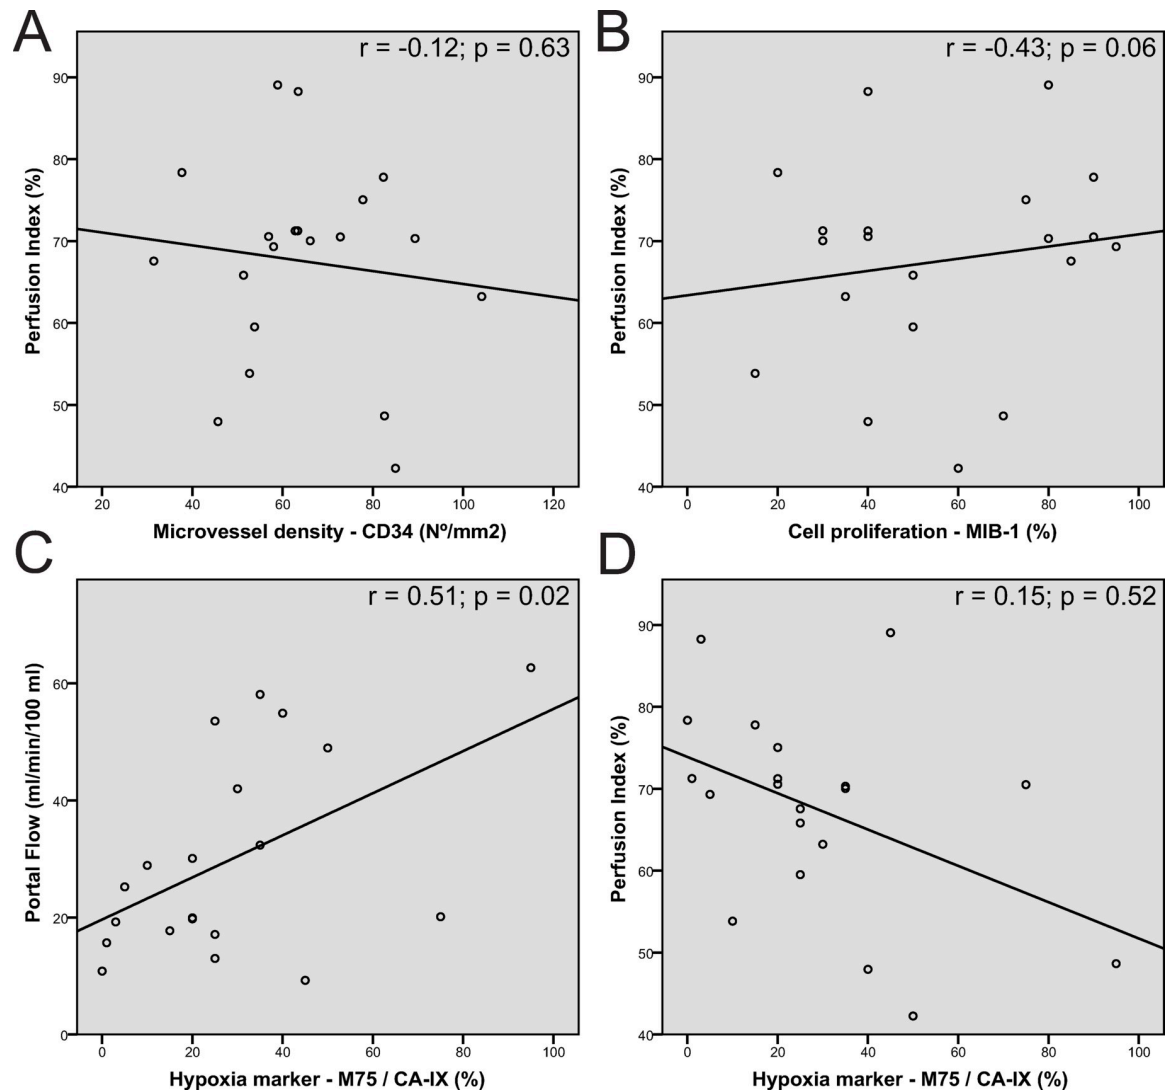 A
r = -0.12; p = 0.63
Perfusion Index (%)
90
80
70
60
50
40
20
40
60
80
100
120
Microvessel density - CD34 (Nº/mm2)
B
r = -0.43; p = 0.06
Perfusion Index (%)
90
80
70
60
50
40
0
20
40
60
80
100
Cell proliferation - MIB-1 (%)
C
r = 0.51; p = 0.02
Portal Flow (ml/min/100 ml)
60
40
20
0
0
20
40
60
80
100
Hypoxia marker - M75 / CA-IX (%)
D
r = 0.15; p = 0.52
Perfusion Index (%)
90
80
70
60
50
40
0
20
40
60
80
100
Hypoxia marker - M75 / CA-IX (%)